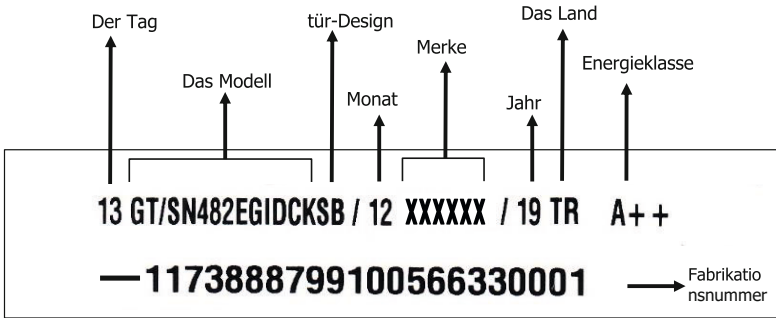 Der Tag
tür-Design
Das Land
Merke
Energieklasse
Das Modell
Monat
Jahr
13 GT/SN482EGIDCKSB / 12 XXXXXX / 19 TR A++
—1173888799100566330001
Fabrikatio
nsnummer